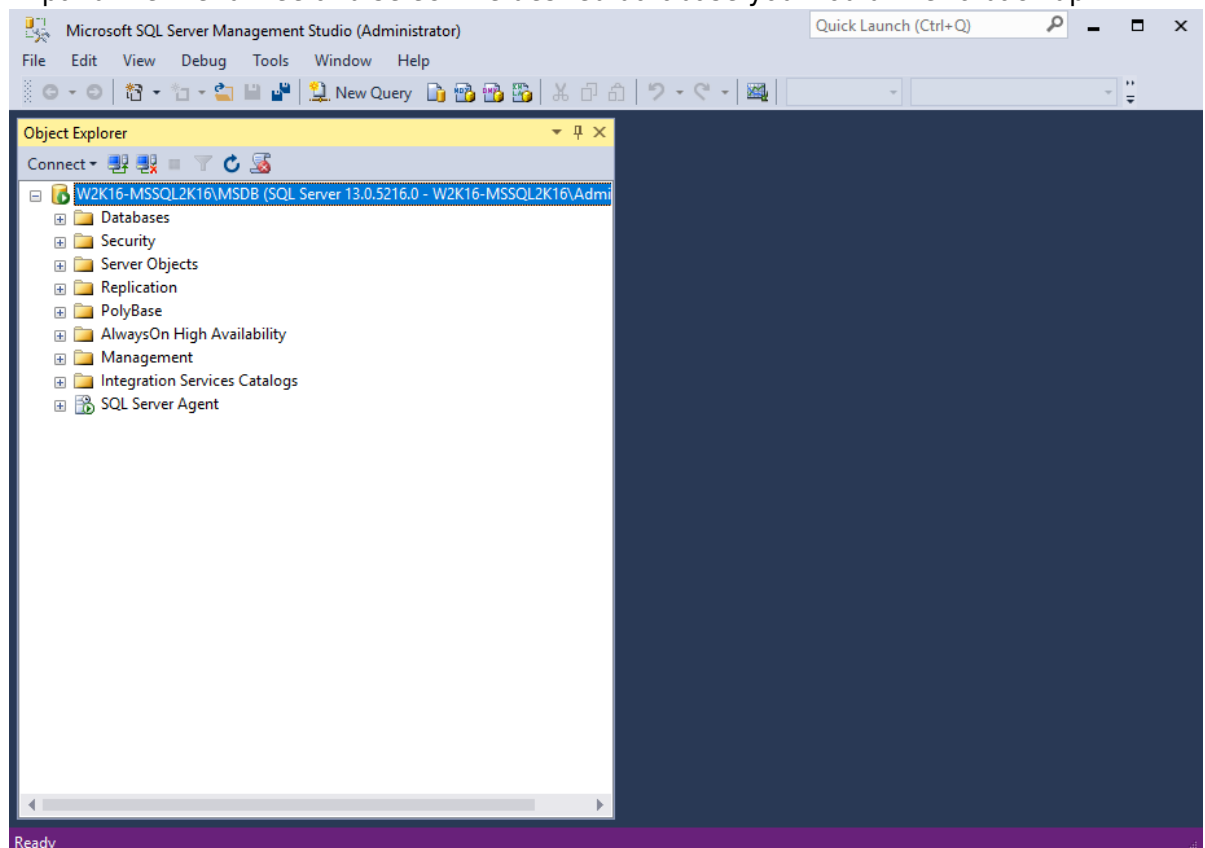 Microsoft SQL Server Management Studio (Administrator)
Quick Launch (Ctrl+Q)
File Edit View Debug Tools Window Help
New Query
Object Explorer
Connect
W2K16-MSSQL2K16\MSDB (SQL Server 13.0.5216.0 - W2K16-MSSQL2K16\Admi
Databases
Security
Server Objects
Replication
PolyBase
AlwaysOn High Availability
Management
Integration Services Catalogs
SQL Server Agent
Ready